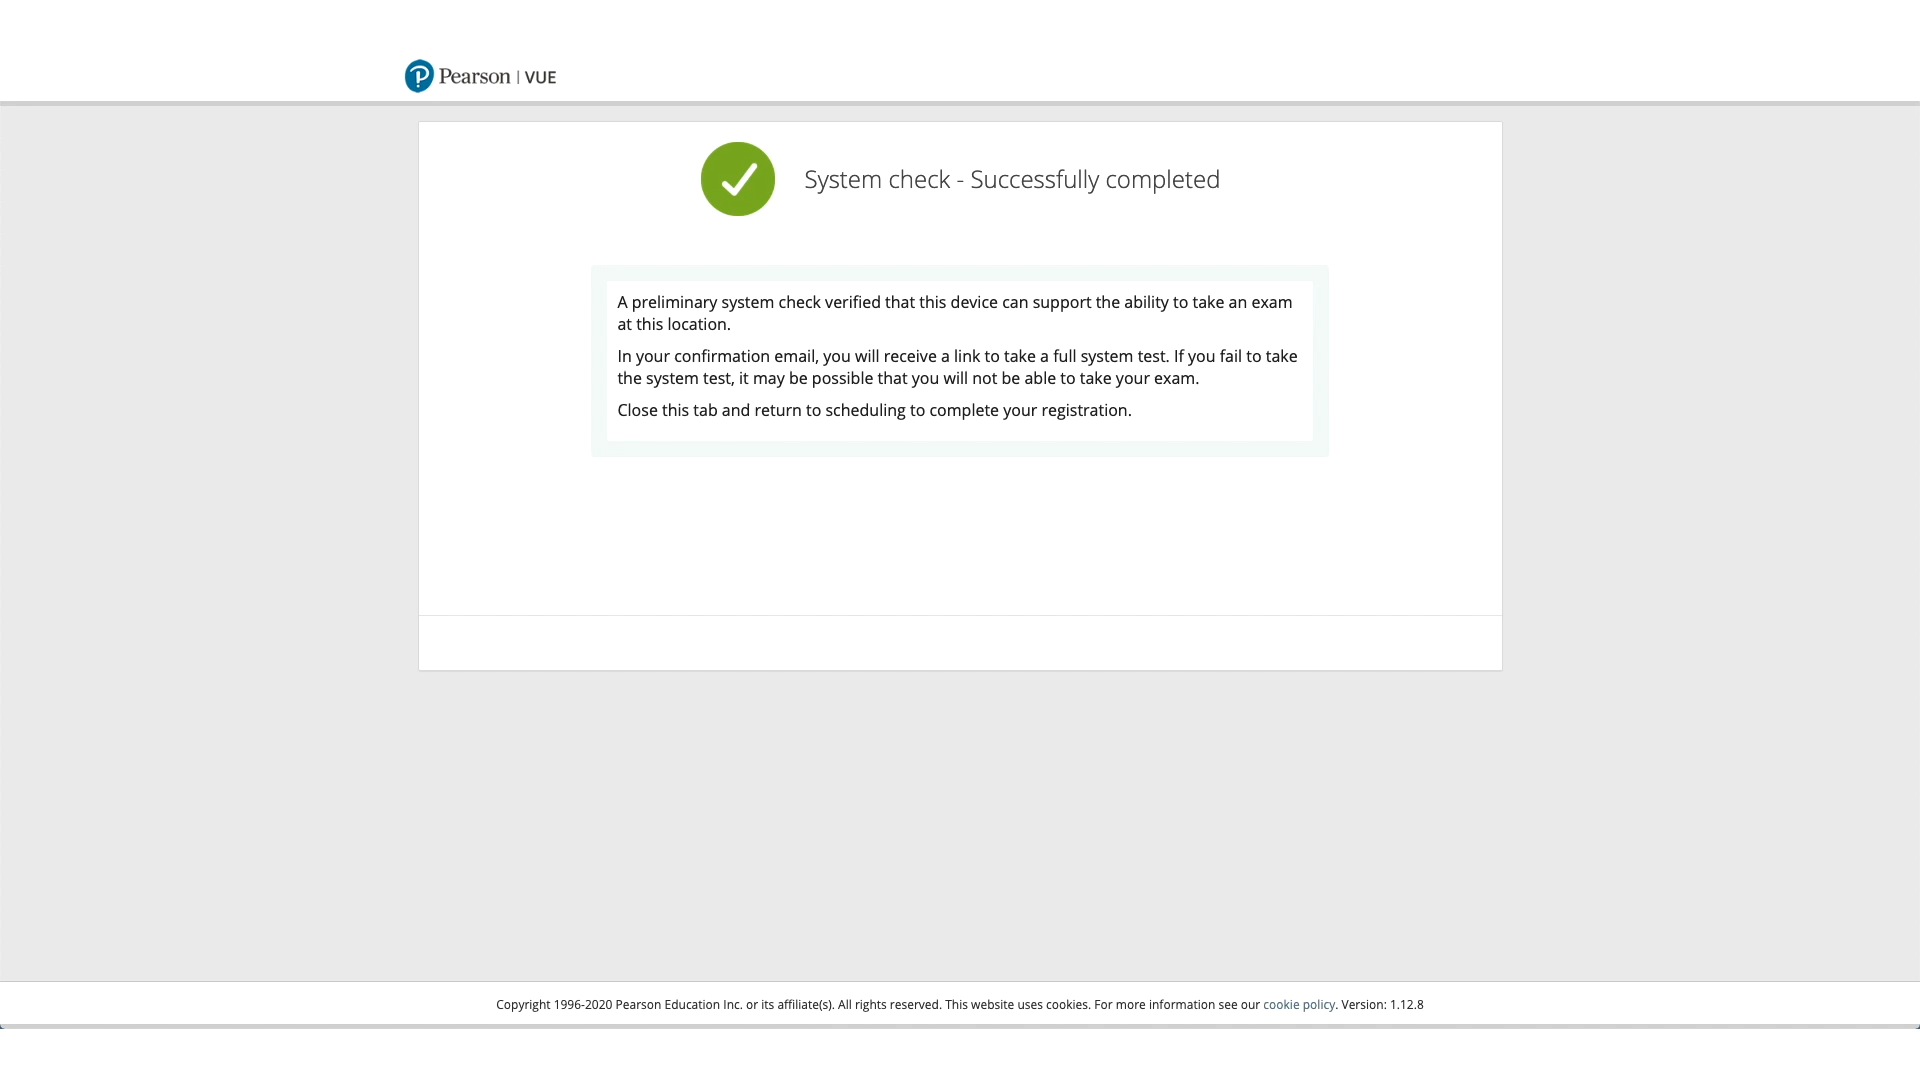 Pearson | VUE
System check - Successfully completed
A preliminary system check verified that this device can support the ability to take an exam
at this location.
In your confirmation email, you will receive a link to take a full system test. If you fail to take
the system test, it may be possible that you will not be able to take your exam.
Close this tab and return to scheduling to complete your registration.
Copyright 1996-2020 Pearson Education Inc. or its affiliate(s). All rights reserved. This website uses cookies. For more information see our cookie policy. Version: 1.12.8